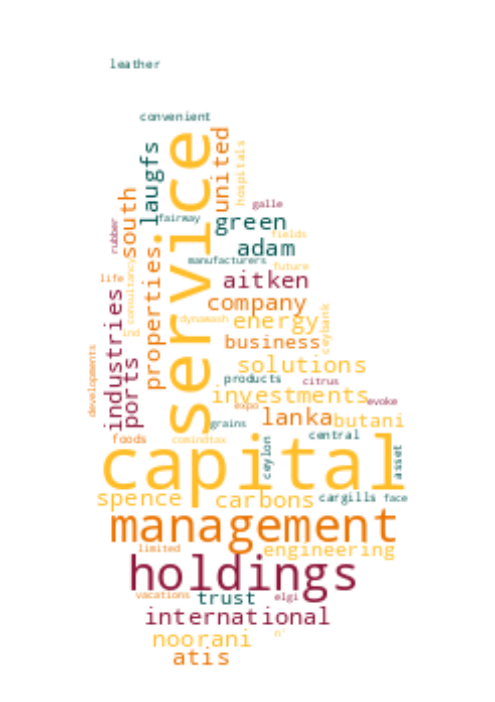 leather
convenient
service
laugfs
united
hospitals
south
galle
fairway
green
rubber
properties.
adam
manufacturers
fields
consultancy
future
life
aitken
industries
ports
company
dynawash
energy
ceybank
ind
business
developments
solutions
products
citrus
investments
evoke
expo
lanka
butani
grains
foods
comindtax
central
capital
ceylon
asset
spence
carbons
cargills
face
management
limited
engineering
holdings
vacations
trust
elgi
international
noorani
n'
atis